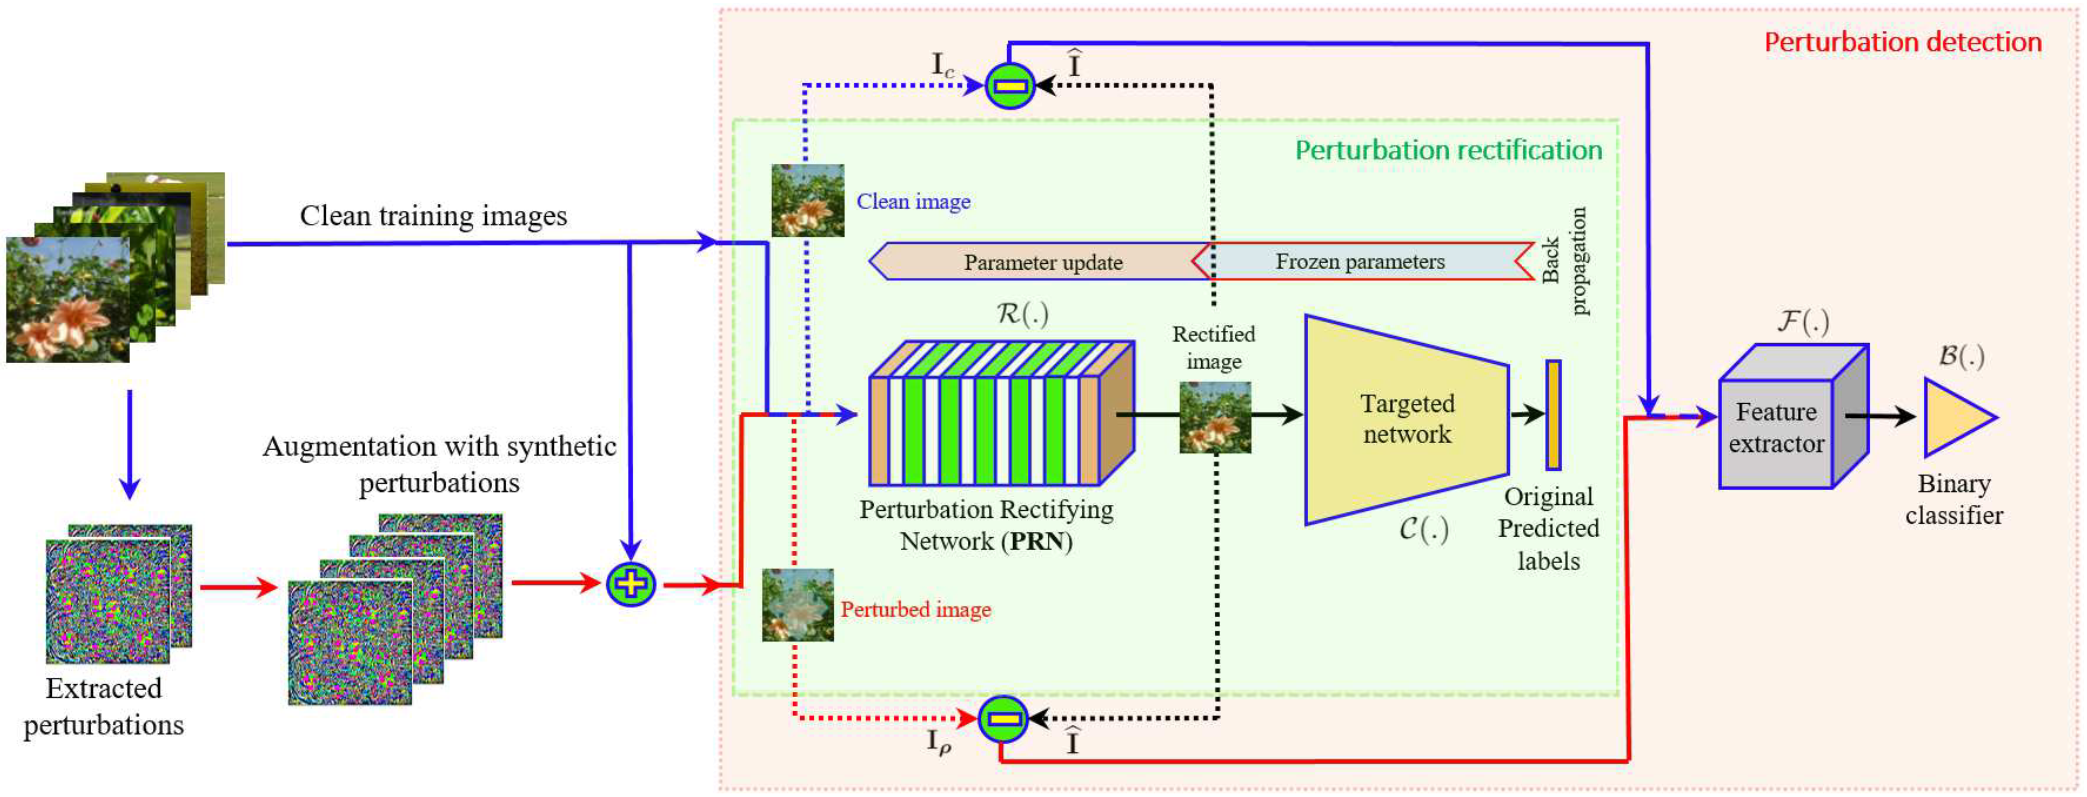 Perturbation detection
I_c
Î
Perturbation rectification
Clean training images
Clean image
Parameter update
Frozen parameters
Back
propagation
R(.)
Rectified
image
F(.)
B(.)
Targeted
network
Feature
extractor
Augmentation with synthetic
perturbations
Perturbation Rectifying
Network (PRN)
C(.)
Original
Predicted
labels
Binary
classifier
Perturbed image
Extracted
perturbations
I_ρ
Î